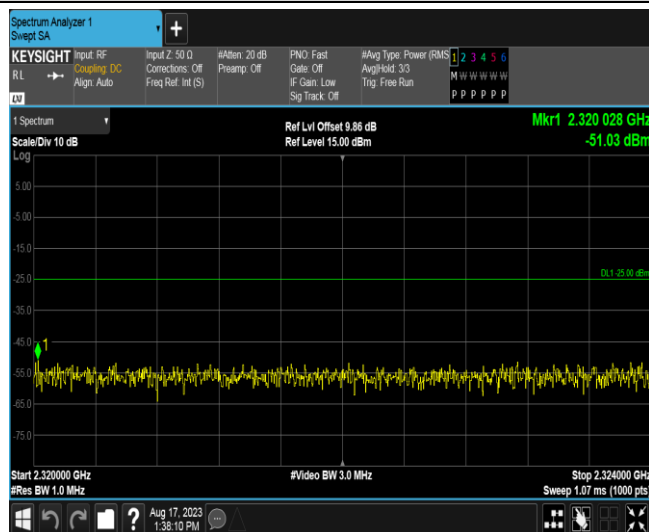 Spectrum Analyzer 1
Swept SA
KEYSIGHT
RL
LXI
Input: RF
Coupling: DC
Align: Auto
Input Z: 50 Ω
Corrections: Off
Freq Ref: Int (S)
#Atten: 20 dB
Preamp: Off
PNO: Fast
Gate: Off
IF Gain: Low
Sig Track: Off
#Avg Type: Power (RMS
Avg|Hold: 3/3
Trig: Free Run
1 2 3 4 5 6
M W W W W W
P P P P P P
1 Spectrum
Scale/Div 10 dB
Ref Lvl Offset 9.86 dB
Ref Level 15.00 dBm
Mkr1 2.320 028 GHz
-51.03 dBm
Log
5.00
-5.00
-15.0
DL1 -25.00 dBm
-25.0
-35.0
-45.0
1
-55.0
-65.0
-75.0
Start 2.320000 GHz
#Res BW 1.0 MHz
#Video BW 3.0 MHz
Stop 2.324000 GHz
Sweep 1.07 ms (1000 pts)
?
Aug 17, 2023
1:38:10 PM